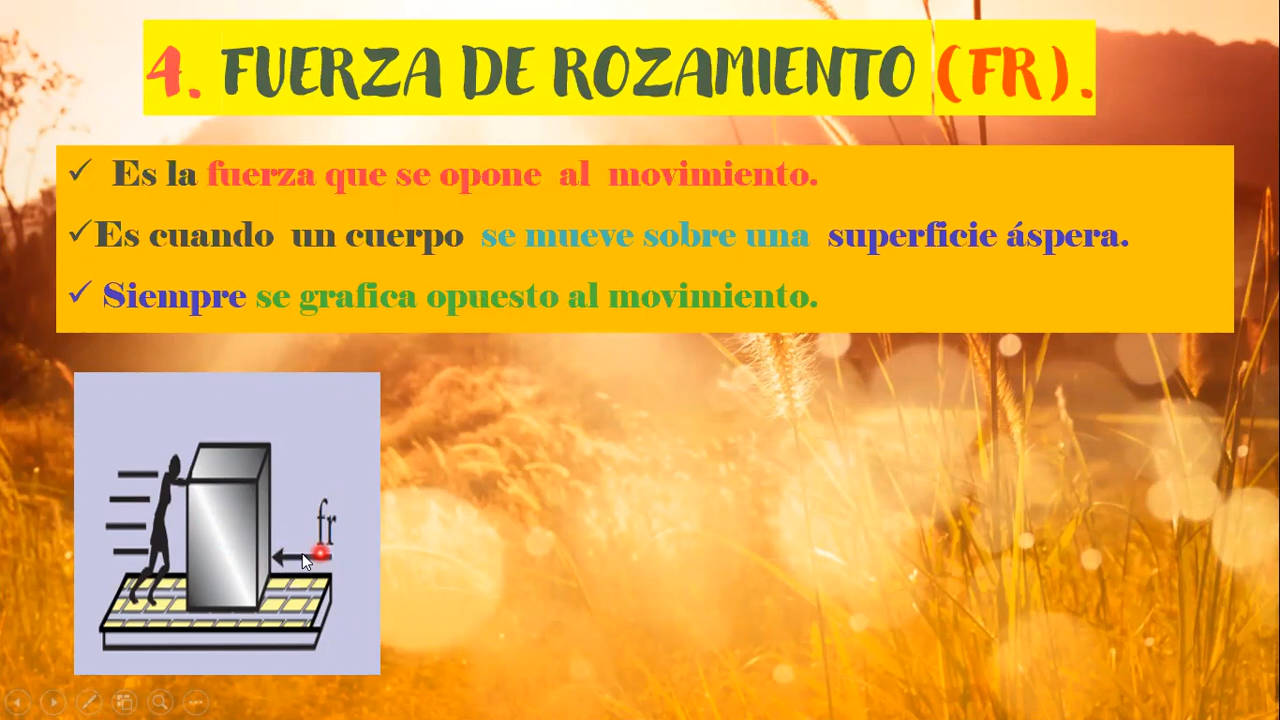 4. FUERZA DE ROZAMIENTO (FR).
✓ Es la fuerza que se opone al movimiento.
✓ Es cuando un cuerpo se mueve sobre una superficie áspera.
✓ Siempre se grafica opuesto al movimiento.
fr